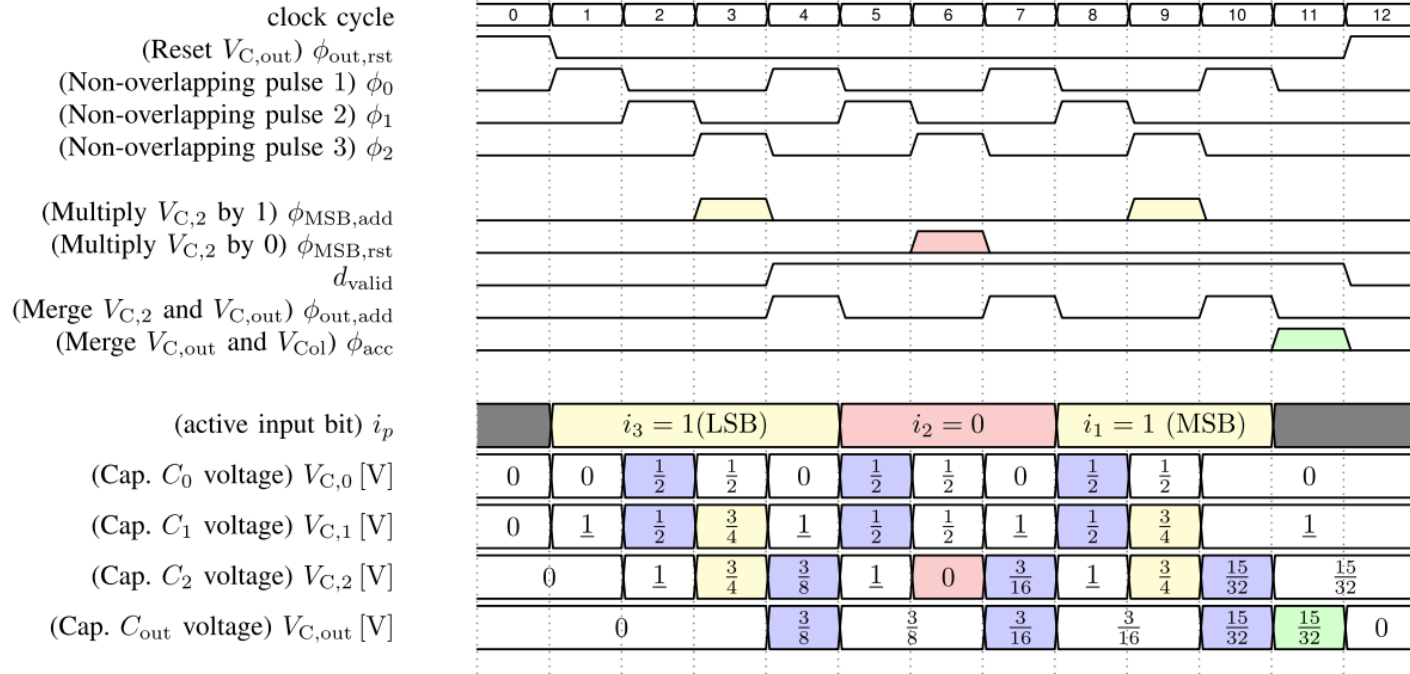 clock cycle 0 1 2 3 4 5 6 7 8 9 10 11 12
(Reset V_C,out) ϕ_out,rst
(Non-overlapping pulse 1) ϕ_0
(Non-overlapping pulse 2) ϕ_1
(Non-overlapping pulse 3) ϕ_2
(Multiply V_C,2 by 1) ϕ_MSB,add
(Multiply V_C,2 by 0) ϕ_MSB,rst
d_valid
(Merge V_C,2 and V_C,out) ϕ_out,add
(Merge V_C,out and V_Col) ϕ_acc
(active input bit) i_p i_3 = 1(LSB) i_2 = 0 i_1 = 1 (MSB)
(Cap. C_0 voltage) V_C,0 [V] 0 0 1/2 1/2 0 1/2 1/2 0 1/2 1/2 0
(Cap. C_1 voltage) V_C,1 [V] 0 1 1/2 3/4 1 1/2 1/2 1 1/2 3/4 1
(Cap. C_2 voltage) V_C,2 [V] 0 1 3/4 3/8 1 0 3/16 1 3/4 15/32 15/32
(Cap. C_out voltage) V_C,out [V] 0 3/8 3/8 3/16 3/16 15/32 15/32 0